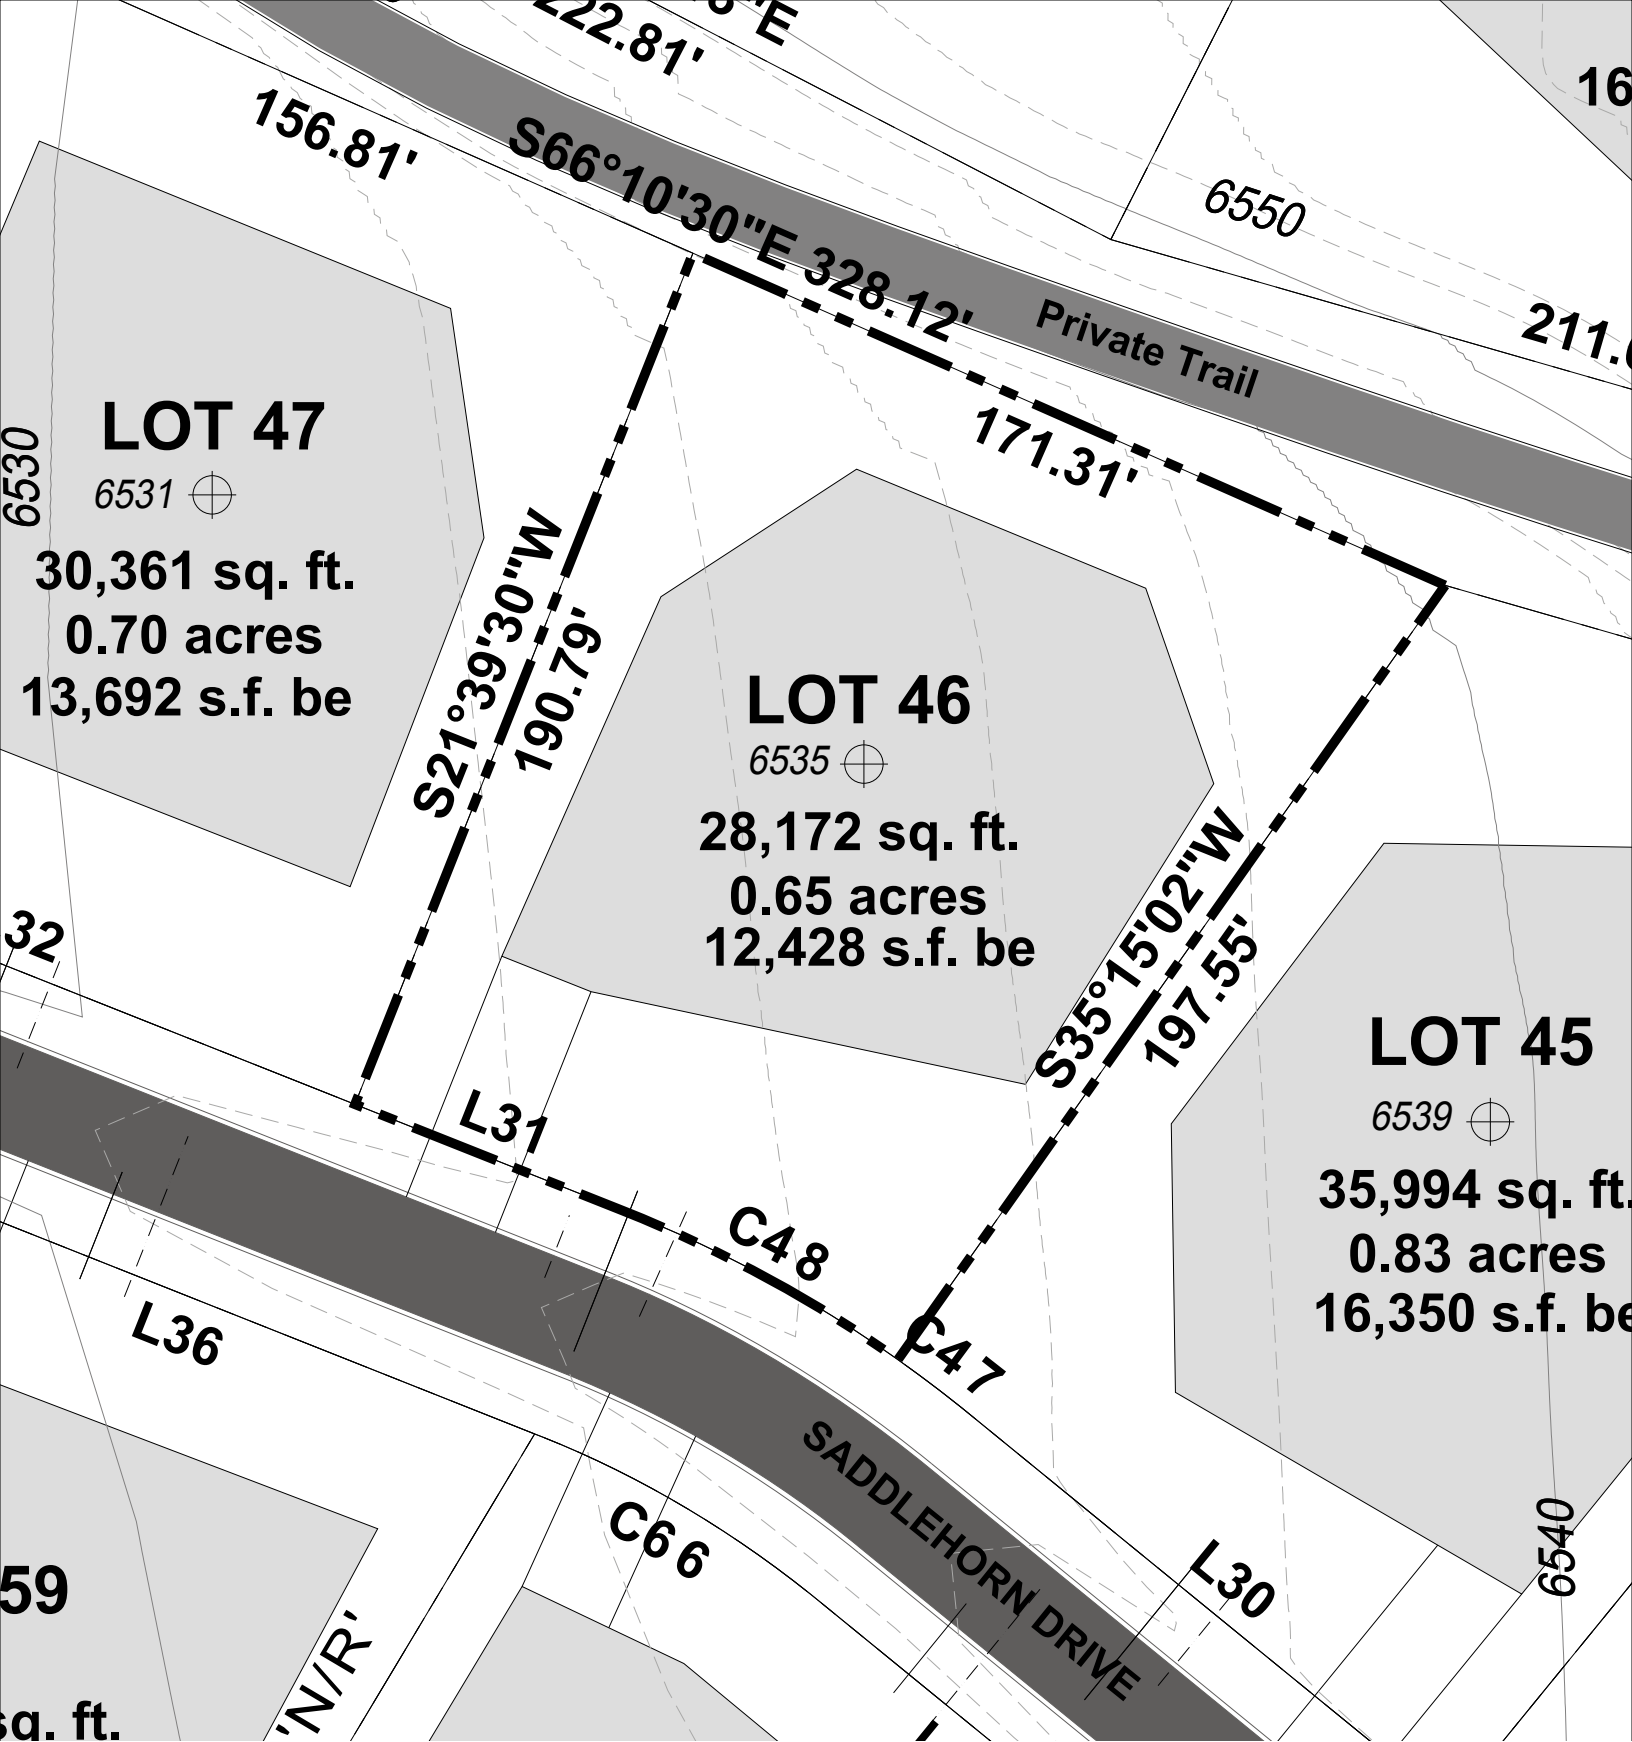 222.81'
156.81'
S66°10'30"E 328.12'
6550
Private Trail
171.31'
LOT 47
6531
30,361 sq. ft.
0.70 acres
13,692 s.f. be
6530
S21°39'30"W
190.79'
LOT 46
6535
28,172 sq. ft.
0.65 acres
12,428 s.f. be
S35°15'02"W
197.55'
LOT 45
6539
35,994 sq. ft.
0.83 acres
16,350 s.f. be
32
L31
C48
C47
L36
C66
SADDLEHORN DRIVE
L30
6540
59
sq. ft.
'N/R'
16
211.
"E